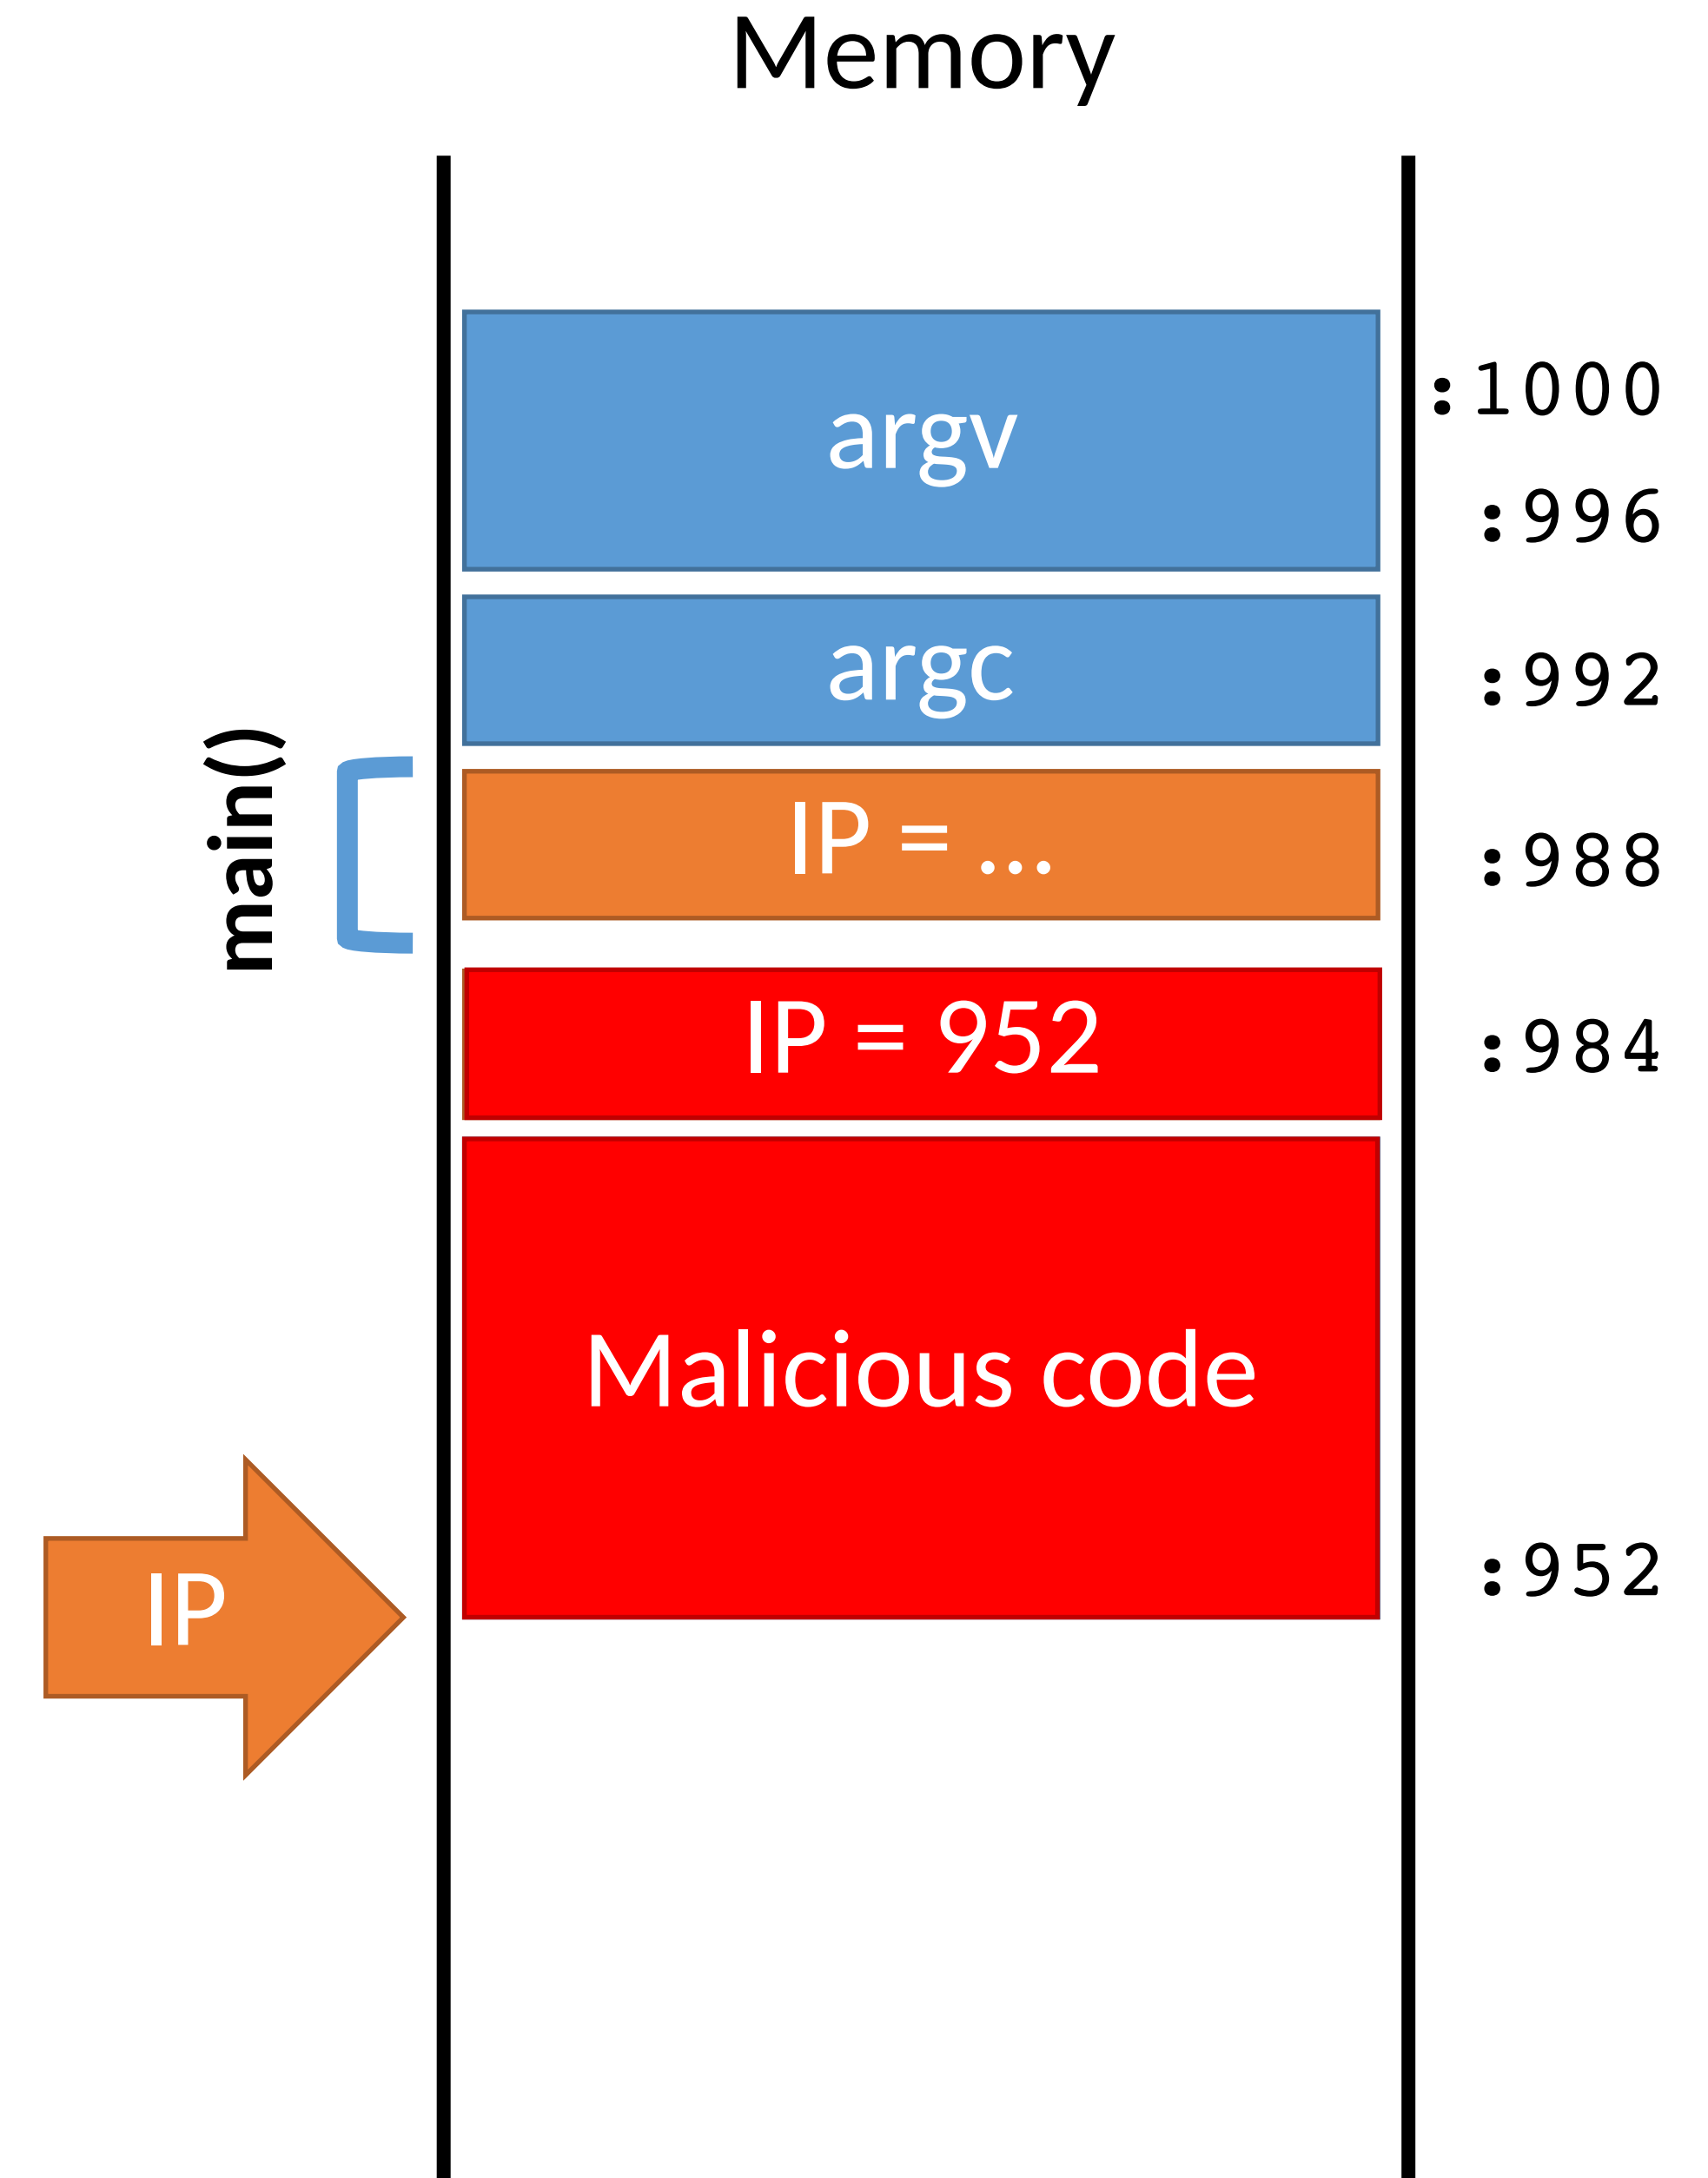 Memory
argv
:1000
:996
argc
:992
main()
IP = ...
:988
IP = 952
:984
Malicious code
IP
:952